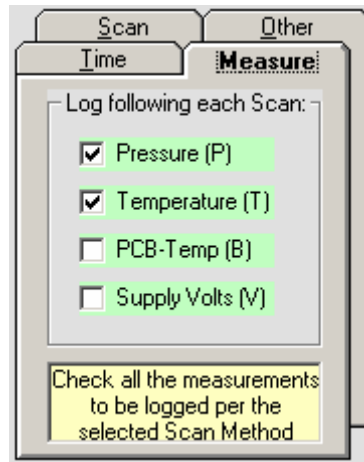 Scan Other
Time Measure
Log following each Scan:
Pressure (P)
Temperature (T)
PCB-Temp (B)
Supply Volts (V)
Check all the measurements
to be logged per the
selected Scan Method